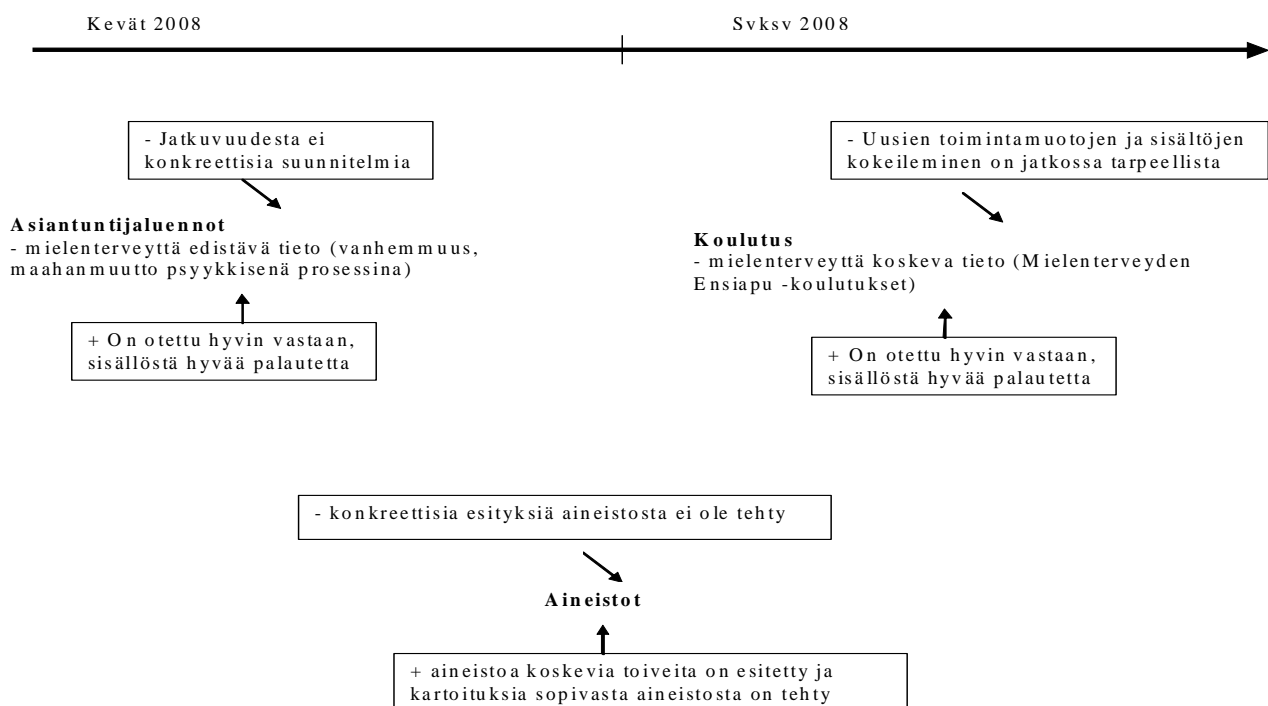 Kevät 2008
Syksy 2008
- Jatkuvuudesta ei
konkreettisia suunnitelmia
- Uusien toimintamuotojen ja sisältöjen
kokeileminen on jatkossa tarpeellista
Asiantuntijaluennot
- mielenterveyttä edistävä tieto (vanhemmuus,
maahanmuutto psyykkisenä prosessina)
Koulutus
- mielenterveyttä koskeva tieto (Mielenterveyden
Ensiapu -koulutukset)
+ On otettu hyvin vastaan,
sisällöstä hyvää palautetta
+ On otettu hyvin vastaan,
sisällöstä hyvää palautetta
- konkreettisia esityksiä aineistosta ei ole tehty
Aineistot
+ aineistoa koskevia toiveita on esitetty ja
kartoituksia sopivasta aineistosta on tehty